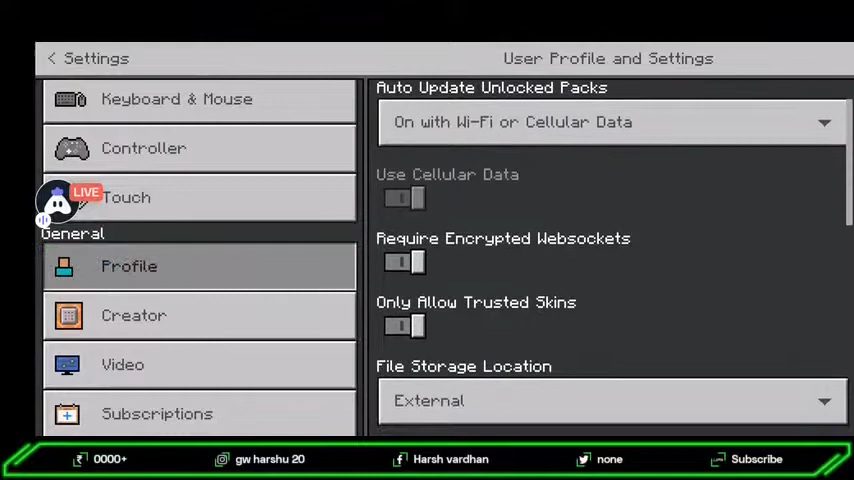 Settings
User Profile and Settings
Keyboard & Mouse
Controller
LIVE
Touch
General
Profile
Creator
Video
Subscriptions
Auto Update Unlocked Packs
On with Wi-Fi or Cellular Data
Use Cellular Data
Require Encrypted Websockets
Only Allow Trusted Skins
File Storage Location
External
₹ 0000+
gw harshu 20
Harsh vardhan
none
Subscribe